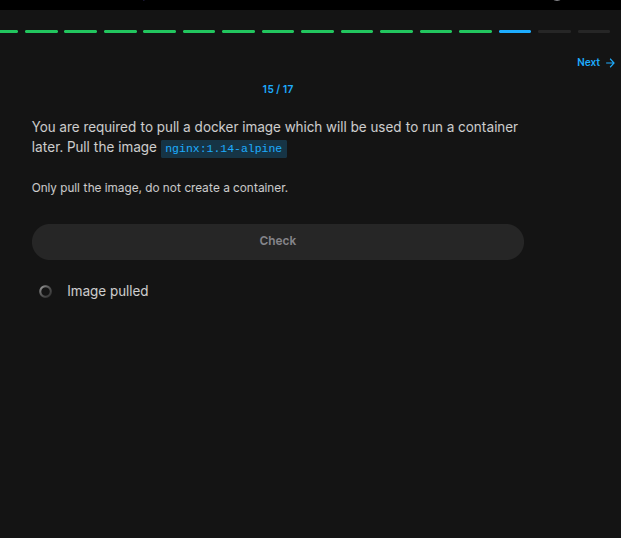 Next →
15 / 17
You are required to pull a docker image which will be used to run a container
later. Pull the image nginx:1.14-alpine
Only pull the image, do not create a container.
Check
Image pulled